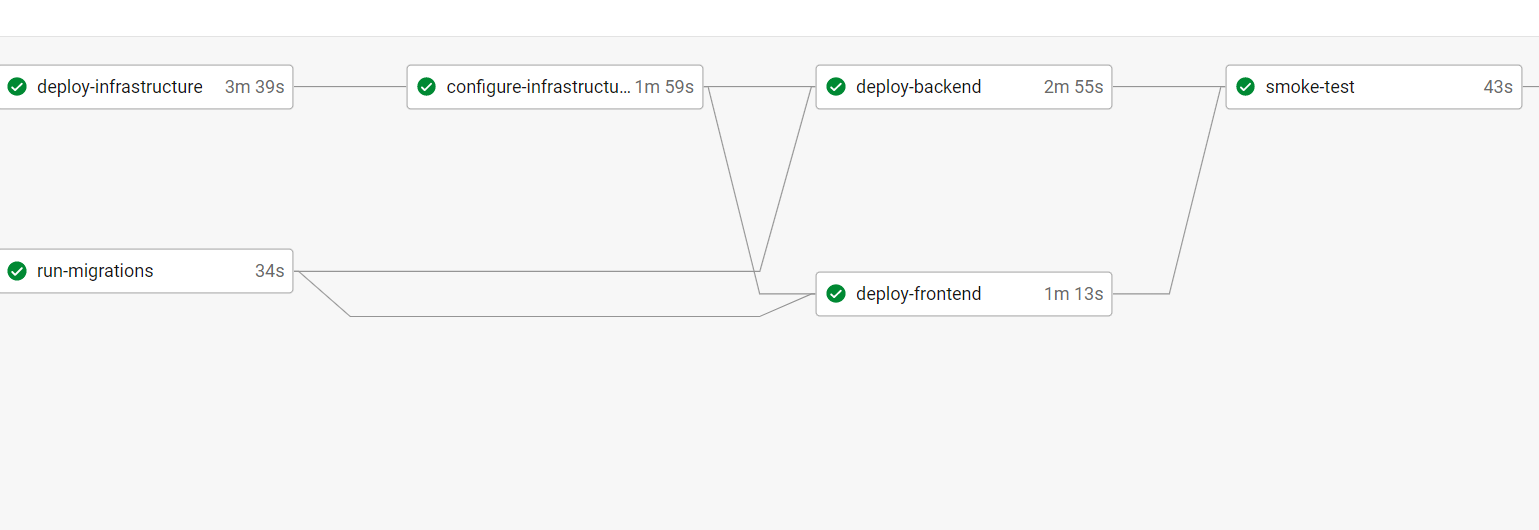 deploy-infrastructure 3m 39s
configure-infrastructu... 1m 59s
deploy-backend 2m 55s
smoke-test 43s
run-migrations 34s
deploy-frontend 1m 13s